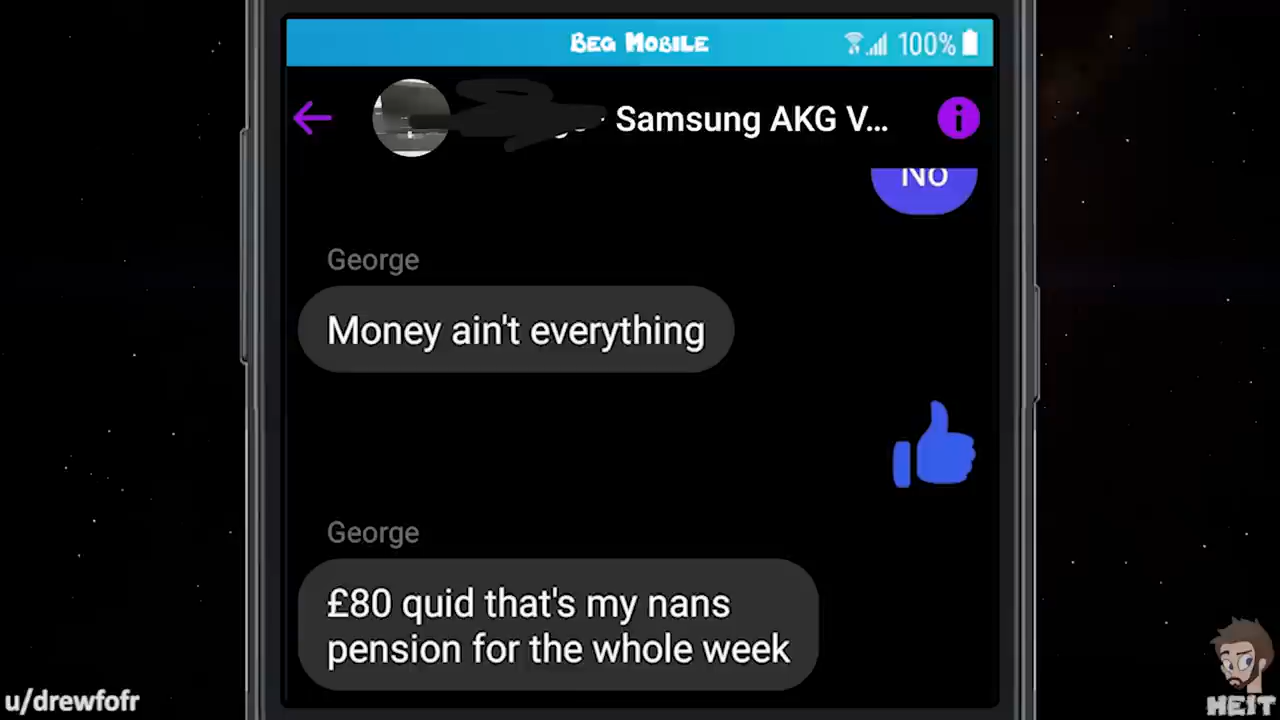 BEG MOBILE
100%
Samsung AKG V...
No
George
Money ain't everything
George
£80 quid that's my nans
pension for the whole week
u/drewfofr
HEIT